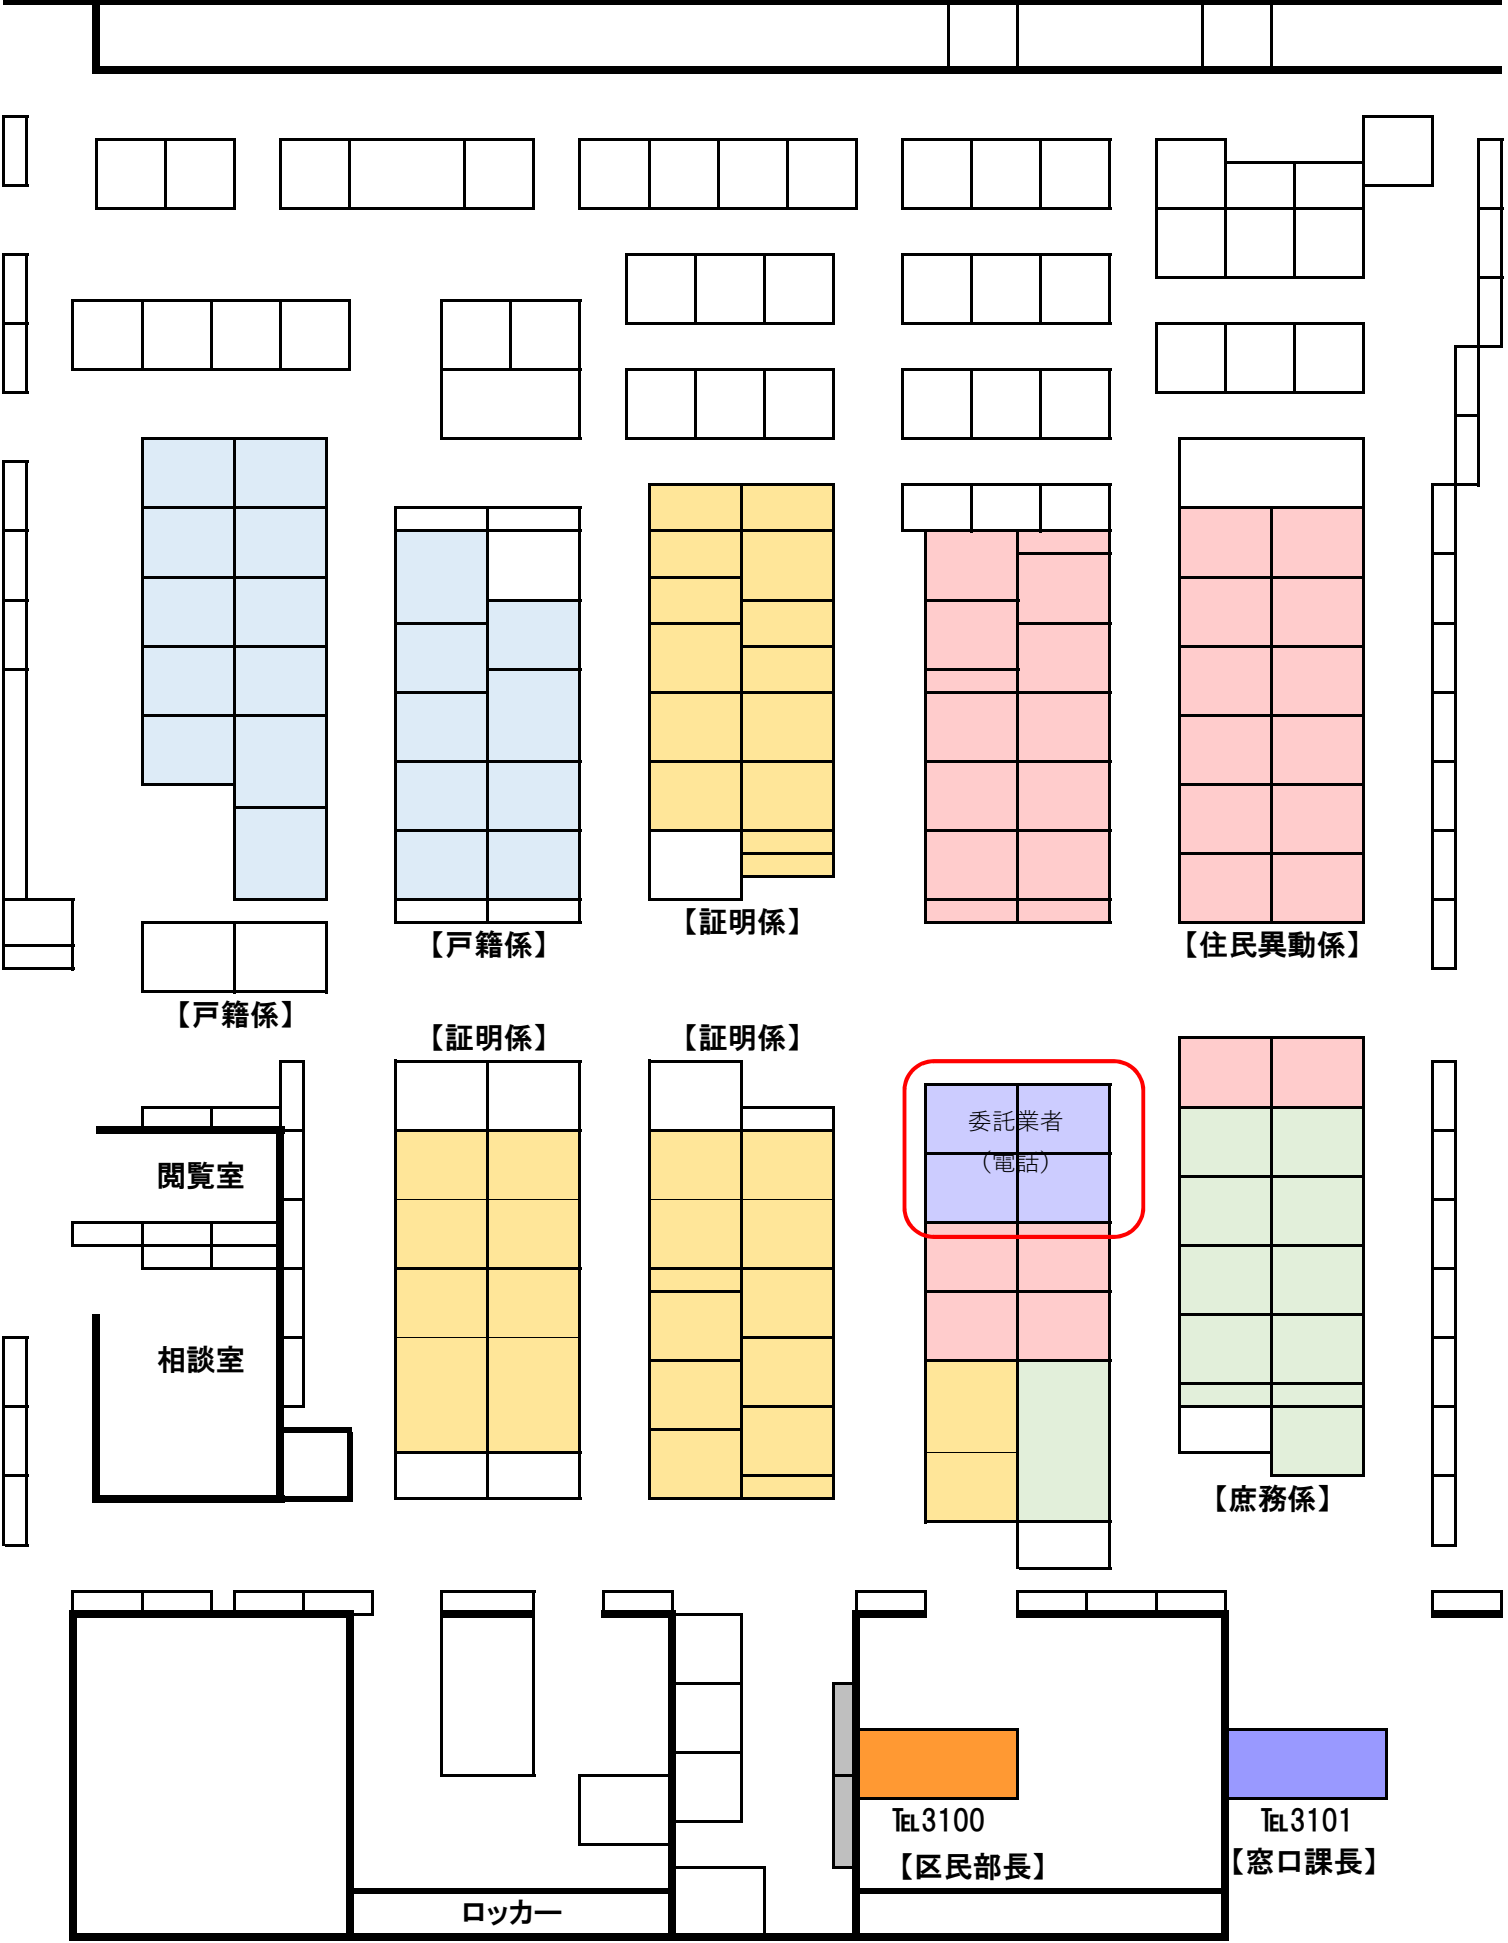 【証明係】
【戸籍係】
【住民異動係】
【戸籍係】
【証明係】
【証明係】
委託業者
（電話）
閲覧室
相談室
【庶務係】
℡3100
℡3101
【区民部長】
【窓口課長】
ロッカー